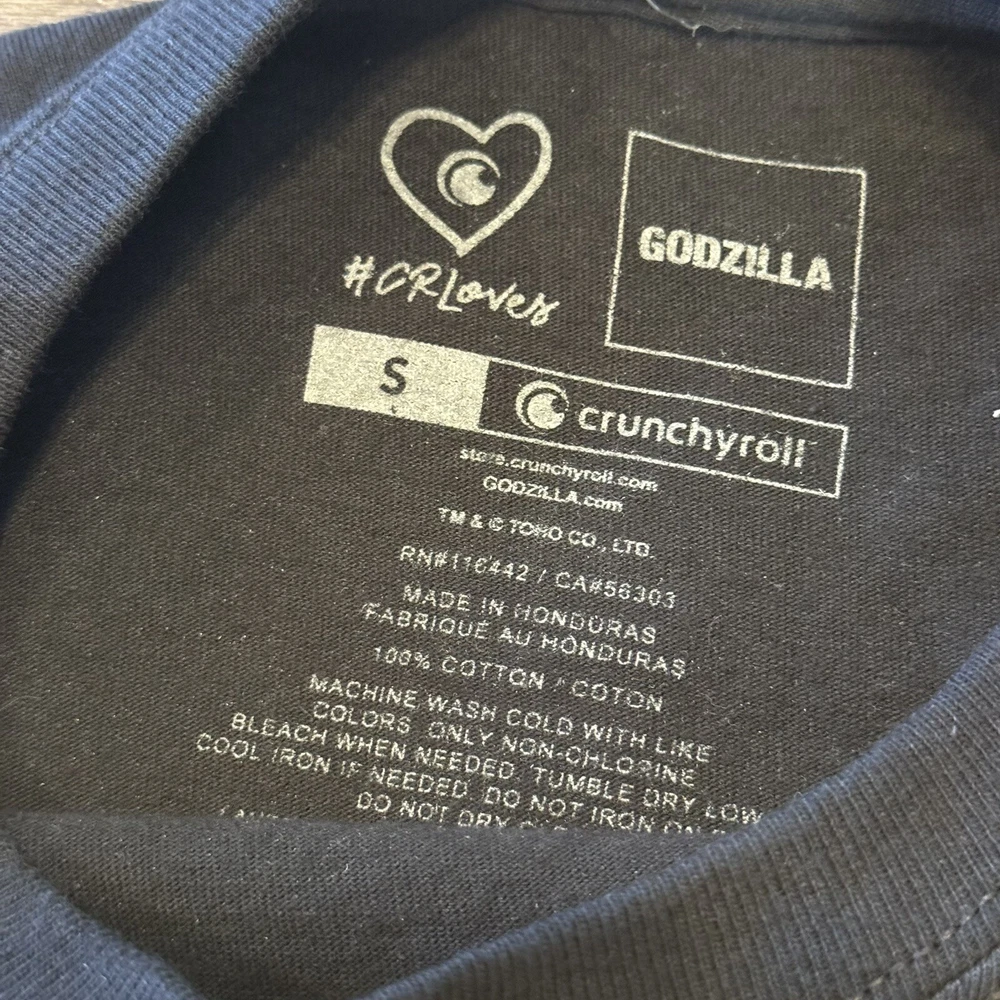 #CRLoves
GODZILLA
S
crunchyroll
store.crunchyroll.com
GODZILLA.com
TM & © TOHO CO., LTD.
RN#116442 / CA#56303
MADE IN HONDURAS
FABRIQUÉ AU HONDURAS
100% COTTON / COTON
MACHINE WASH COLD WITH LIKE
COLORS. ONLY NON-CHLORINE
BLEACH WHEN NEEDED. TUMBLE DRY LOW.
COOL IRON IF NEEDED. DO NOT IRON ON
DO NOT DRY